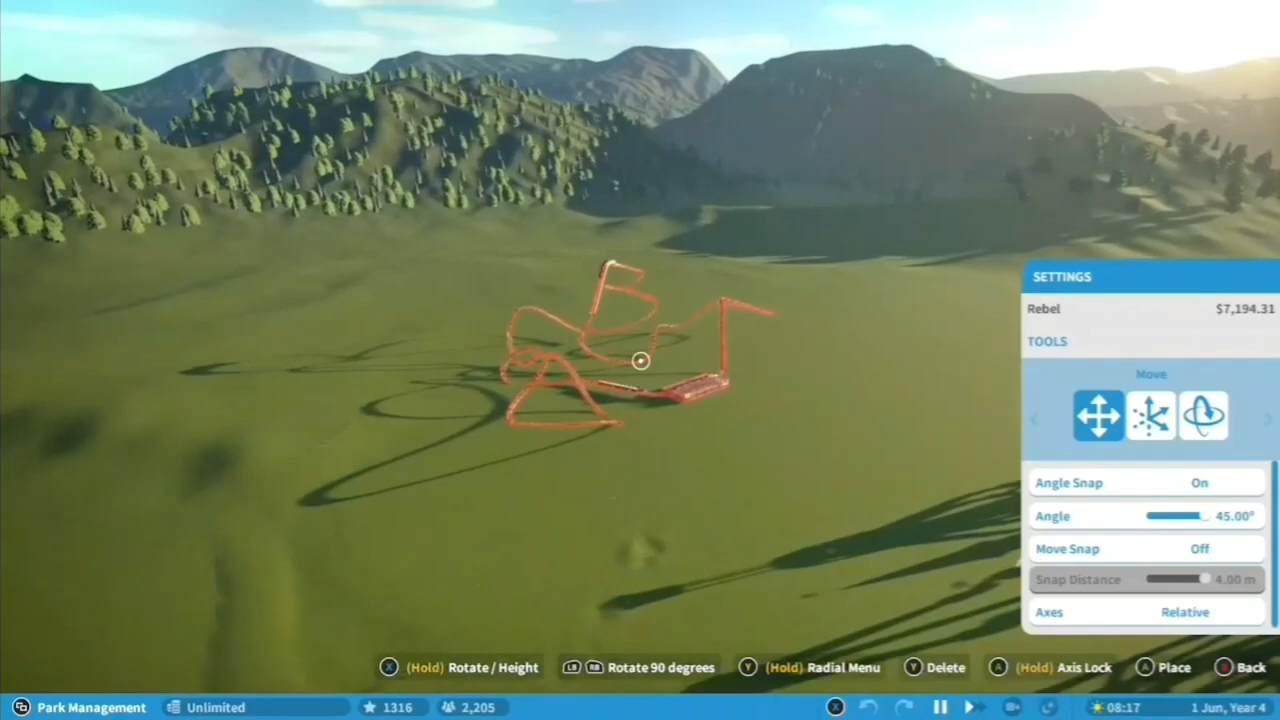 SETTINGS
Rebel $7,194.31
TOOLS
Move
Angle Snap On
Angle 45.00°
Move Snap Off
Snap Distance 4.00 m
Axes Relative
X (Hold) Rotate / Height LB RB Rotate 90 degrees Y (Hold) Radial Menu Y Delete A (Hold) Axis Lock A Place B Back
Park Management Unlimited 1316 2,205 X 08:17 1 Jun, Year 4